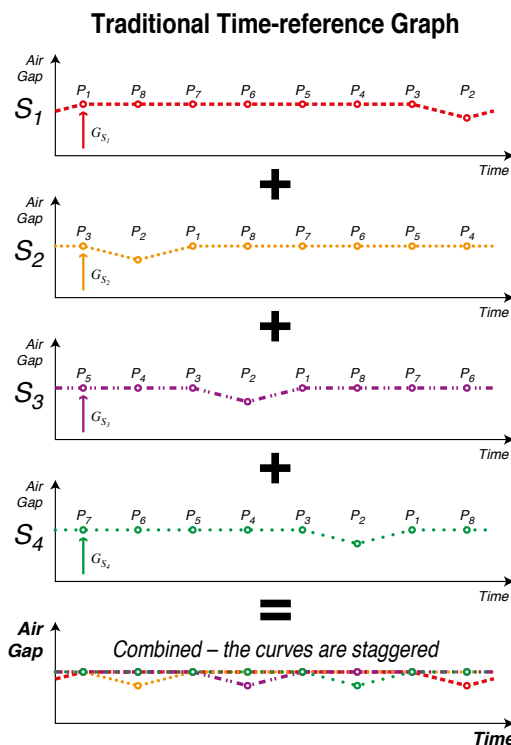 Traditional Time-reference Graph
Air
Gap
S1
P1 P8 P7 P6 P5 P4 P3 P2
GS1
Time
+
Air
Gap
S2
P3 P2 P1 P8 P7 P6 P5 P4
GS2
Time
+
Air
Gap
S3
P5 P4 P3 P2 P1 P8 P7 P6
GS3
Time
+
Air
Gap
S4
P7 P6 P5 P4 P3 P2 P1 P8
GS4
Time
=
Air
Gap
Combined – the curves are staggered
Time